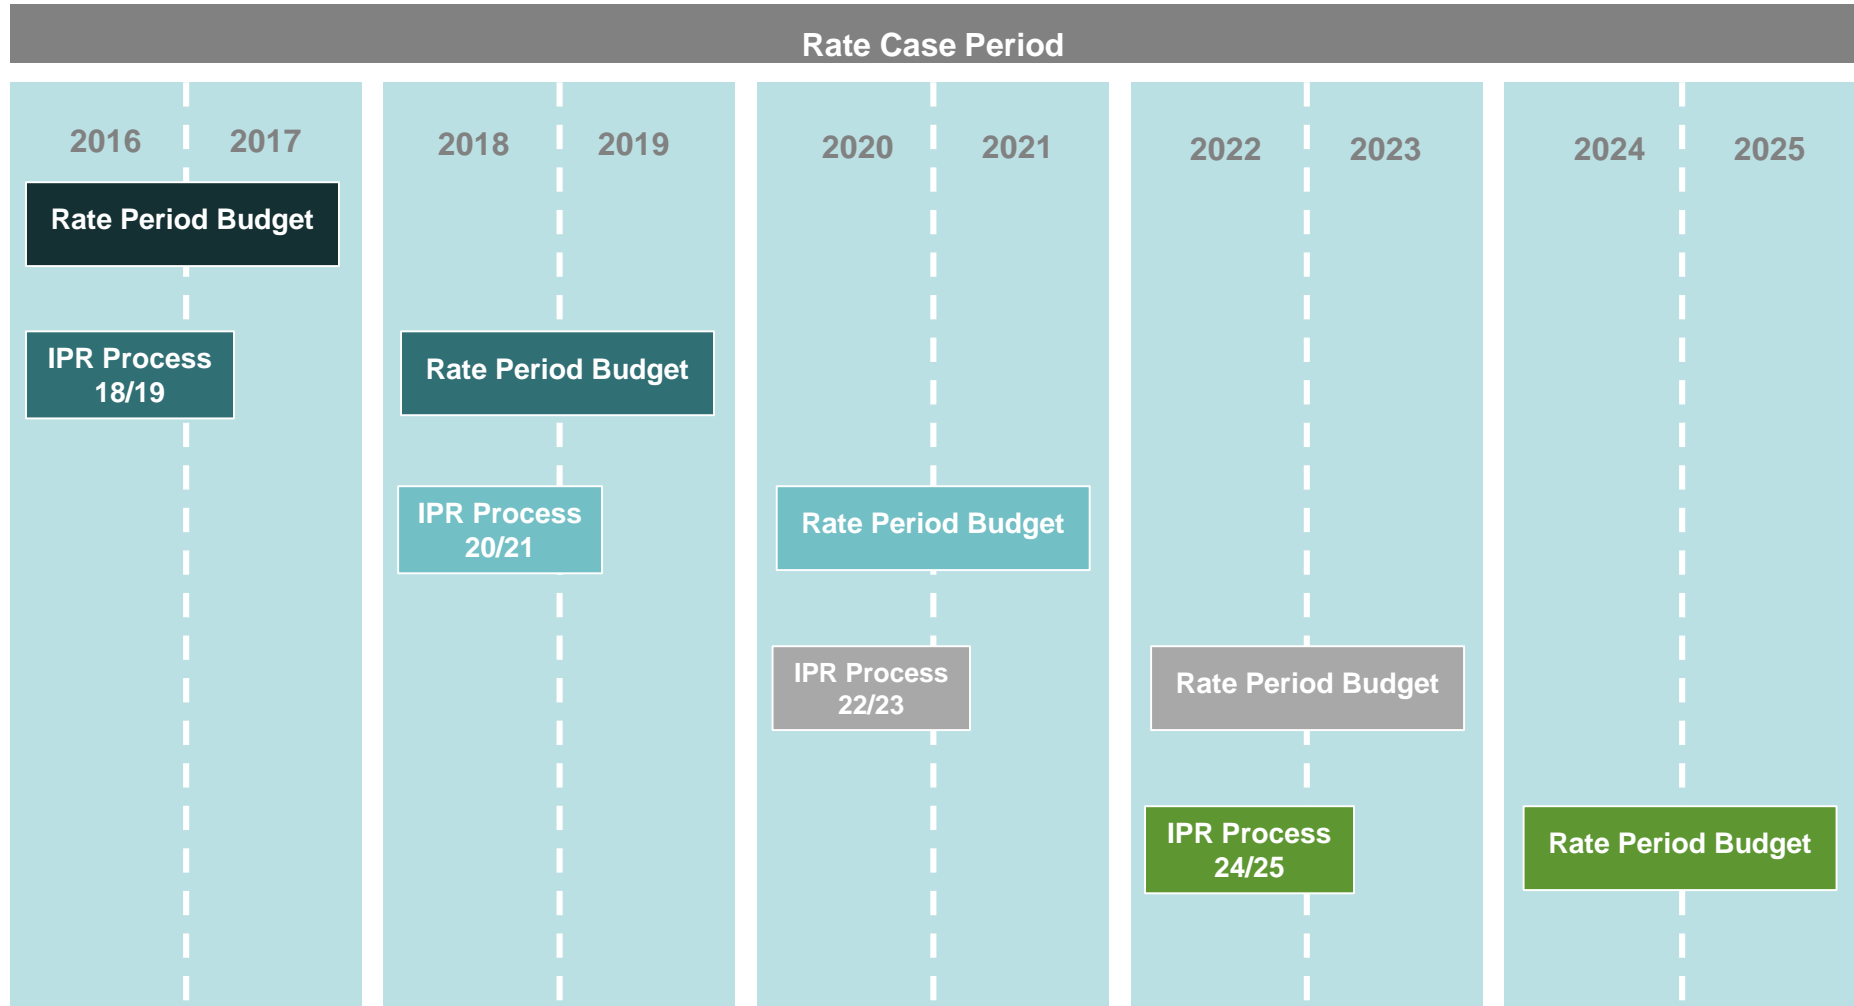 Rate Case Period
2016 2017 2018 2019 2020 2021 2022 2023 2024 2025
Rate Period Budget
IPR Process
18/19
Rate Period Budget
IPR Process
20/21
Rate Period Budget
IPR Process
22/23
Rate Period Budget
IPR Process
24/25
Rate Period Budget